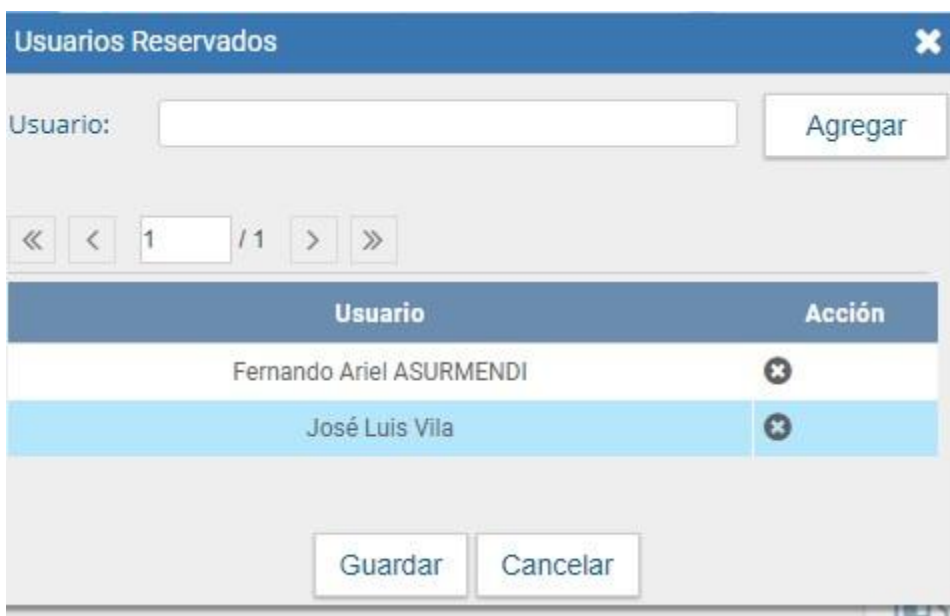 Usuarios Reservados
Usuario: Agregar
1 / 1
Usuario Acción
Fernando Ariel ASURMENDI
José Luis Vila
Guardar Cancelar